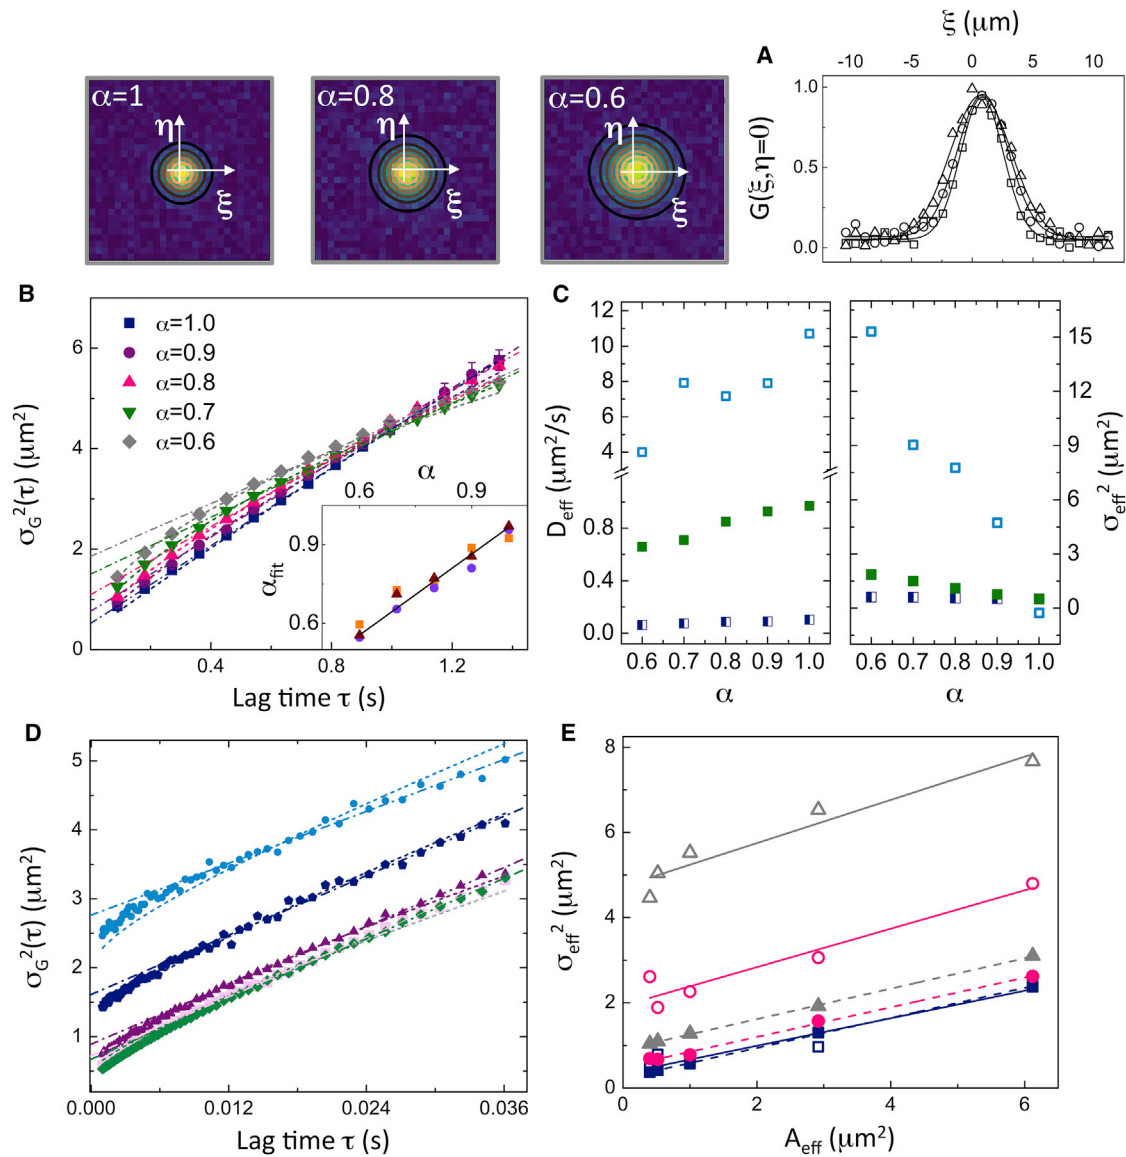 ξ (μm)
A
-10 -5 0 5 10
α=1
η
ξ
α=0.8
η
ξ
α=0.6
η
ξ
G(ξ,η=0)
1.0
0.5
0.0
B
α=1.0
α=0.9
α=0.8
α=0.7
α=0.6
σG²(τ) (μm²)
6
4
2
0
0.4 0.8 1.2
Lag time τ (s)
α
0.6 0.9
αfit
0.9
0.6
C
Deff (μm²/s)
12
10
8
6
4
0.8
0.4
0.0
0.6 0.7 0.8 0.9 1.0
α
σeff² (μm²)
15
12
9
6
3
0
0.6 0.7 0.8 0.9 1.0
α
D
σG²(τ) (μm²)
5
4
3
2
1
0.000 0.012 0.024 0.036
Lag time τ (s)
E
σeff² (μm²)
8
6
4
2
0
0 2 4 6
Aeff (μm²)